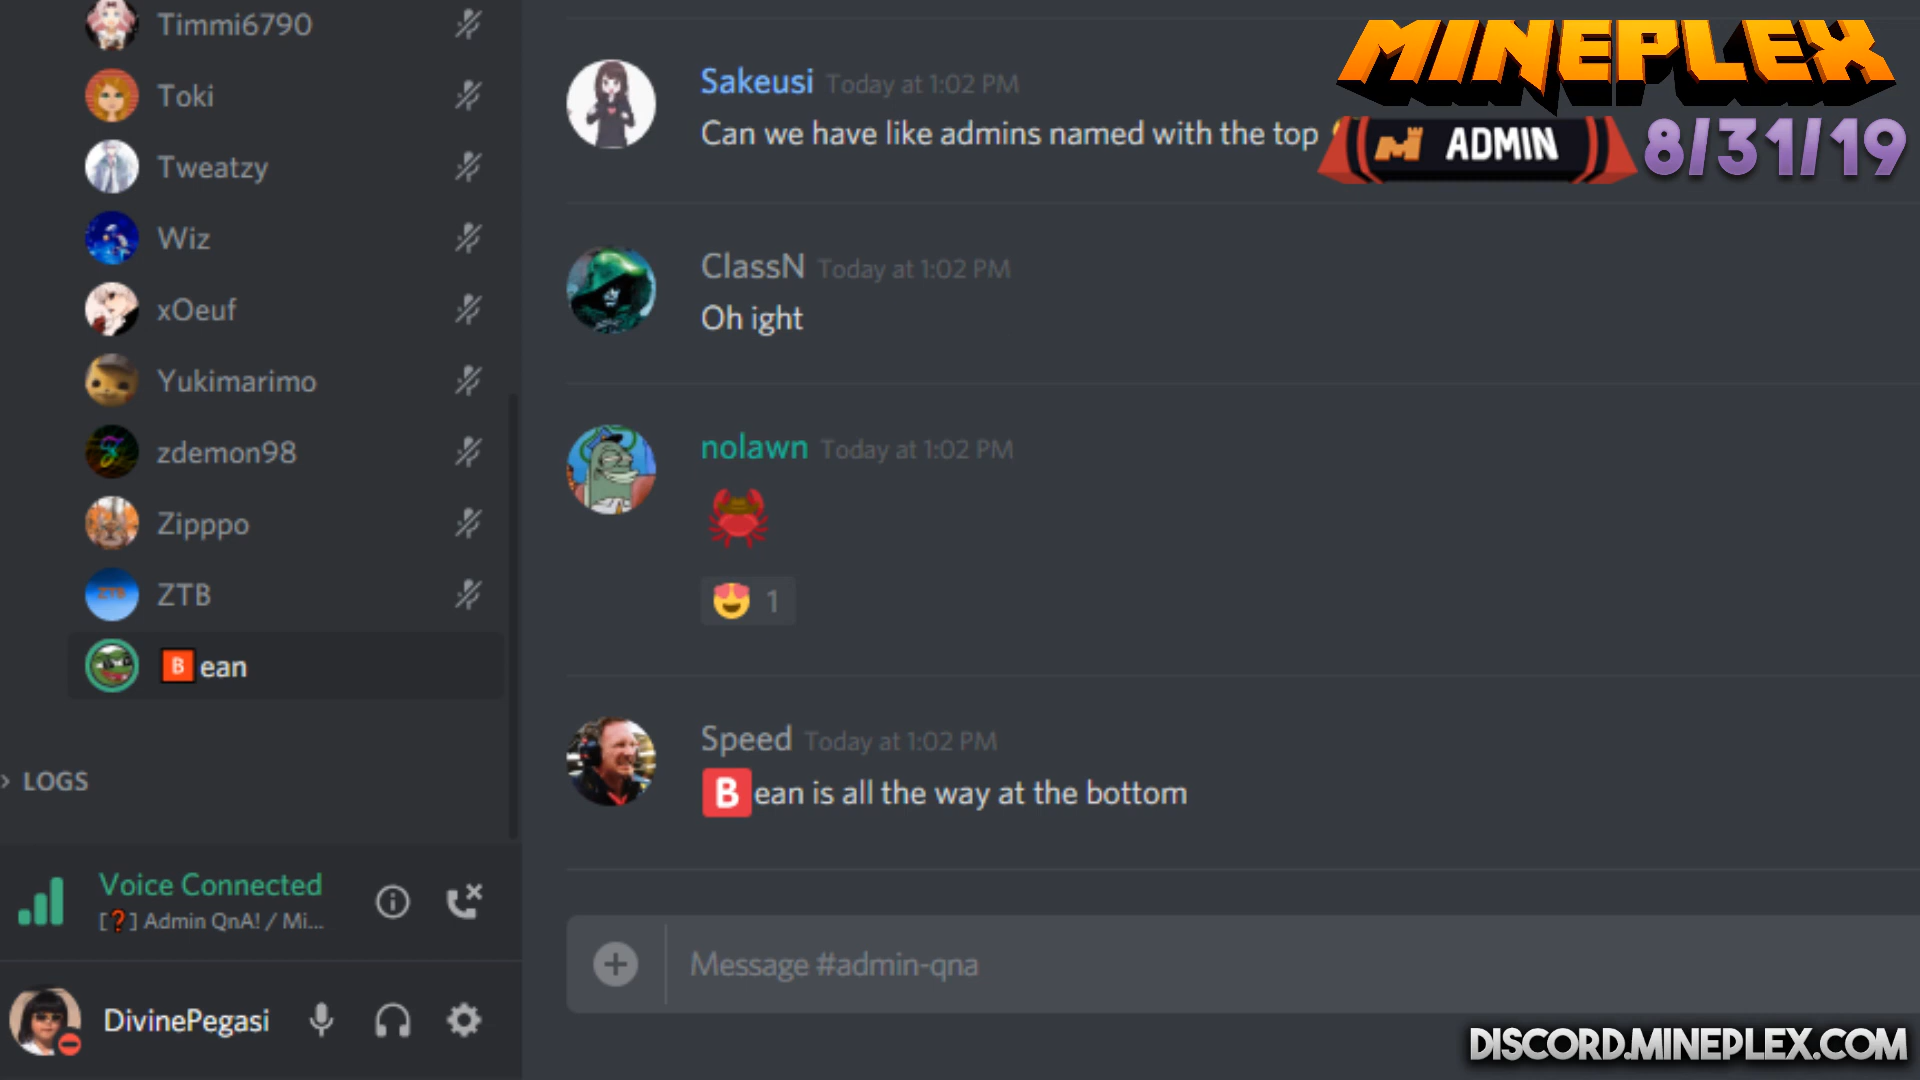 Timmi6790
Toki
Tweatzy
Wiz
xOeuf
Yukimarimo
zdemon98
Zipppo
ZTB
ZTB
🅱ean
LOGS
Voice Connected
[❓] Admin QnA! / Mi...
DivinePegasi
Sakeusi Today at 1:02 PM
Can we have like admins named with the top
ClassN Today at 1:02 PM
Oh ight
nolawn Today at 1:02 PM
1
Speed Today at 1:02 PM
🅱ean is all the way at the bottom
Message #admin-qna
MINEPLEX
ADMIN 8/31/19
DISCORD.MINEPLEX.COM